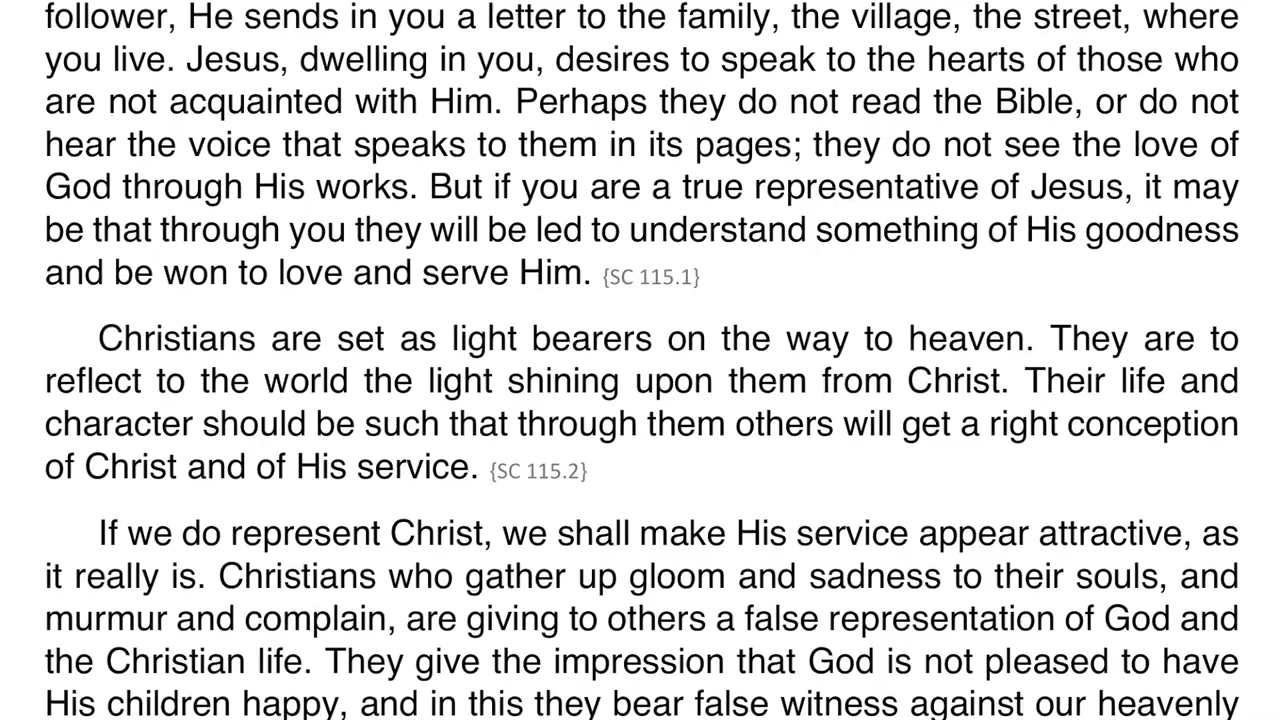 follower, He sends in you a letter to the family, the village, the street, where
you live. Jesus, dwelling in you, desires to speak to the hearts of those who
are not acquainted with Him. Perhaps they do not read the Bible, or do not
hear the voice that speaks to them in its pages; they do not see the love of
God through His works. But if you are a true representative of Jesus, it may
be that through you they will be led to understand something of His goodness
and be won to love and serve Him. {SC 115.1}
Christians are set as light bearers on the way to heaven. They are to
reflect to the world the light shining upon them from Christ. Their life and
character should be such that through them others will get a right conception
of Christ and of His service. {SC 115.2}
If we do represent Christ, we shall make His service appear attractive, as
it really is. Christians who gather up gloom and sadness to their souls, and
murmur and complain, are giving to others a false representation of God and
the Christian life. They give the impression that God is not pleased to have
His children happy, and in this they bear false witness against our heavenly